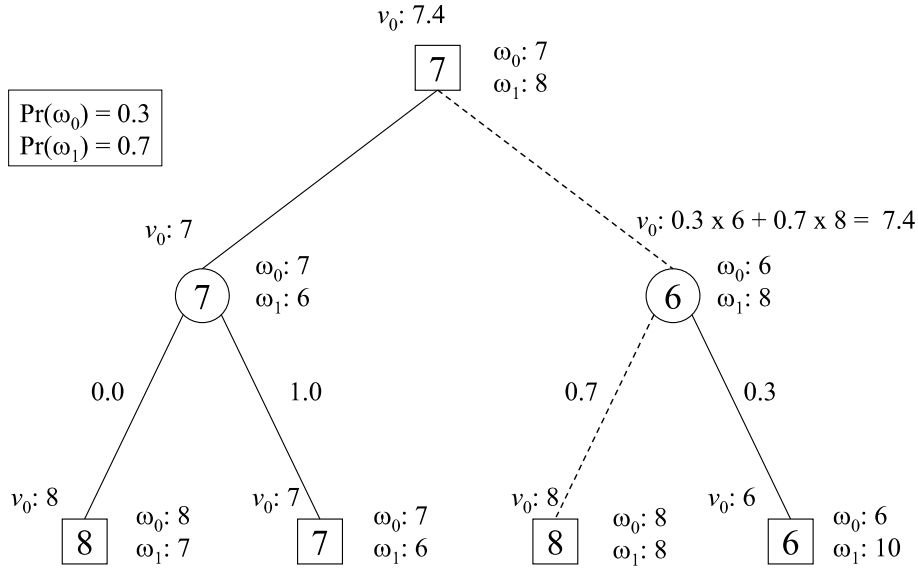 v₀: 7.4
7
ω₀: 7
ω₁: 8
Pr(ω₀) = 0.3
Pr(ω₁) = 0.7
v₀: 7
v₀: 0.3 x 6 + 0.7 x 8 = 7.4
7
ω₀: 7
ω₁: 6
6
ω₀: 6
ω₁: 8
0.0
1.0
0.7
0.3
v₀: 8
8
ω₀: 8
ω₁: 7
v₀: 7
7
ω₀: 7
ω₁: 6
v₀: 8
8
ω₀: 8
ω₁: 8
v₀: 6
6
ω₀: 6
ω₁: 10